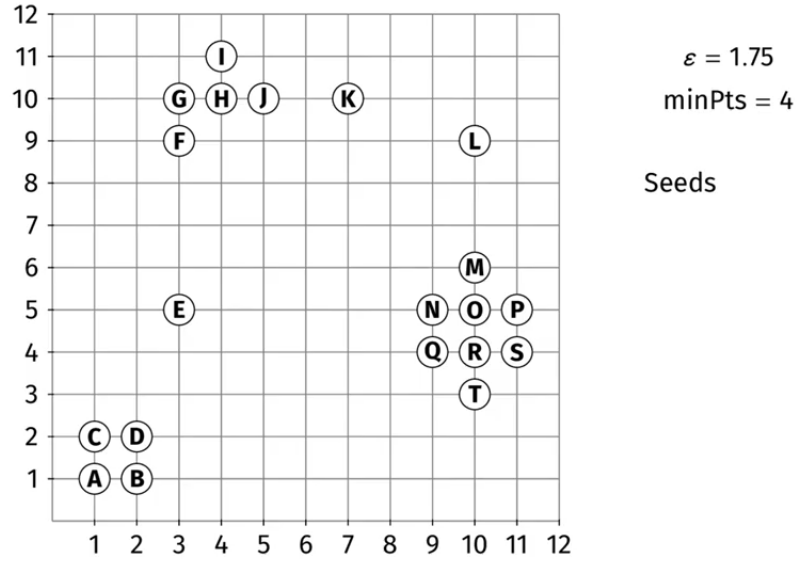 12
11 I ε = 1.75
10 G H J K minPts = 4
9 F L
8 Seeds
7
6 M
5 E N O P
4 Q R S
3 T
2 C D
1 A B
1 2 3 4 5 6 7 8 9 10 11 12